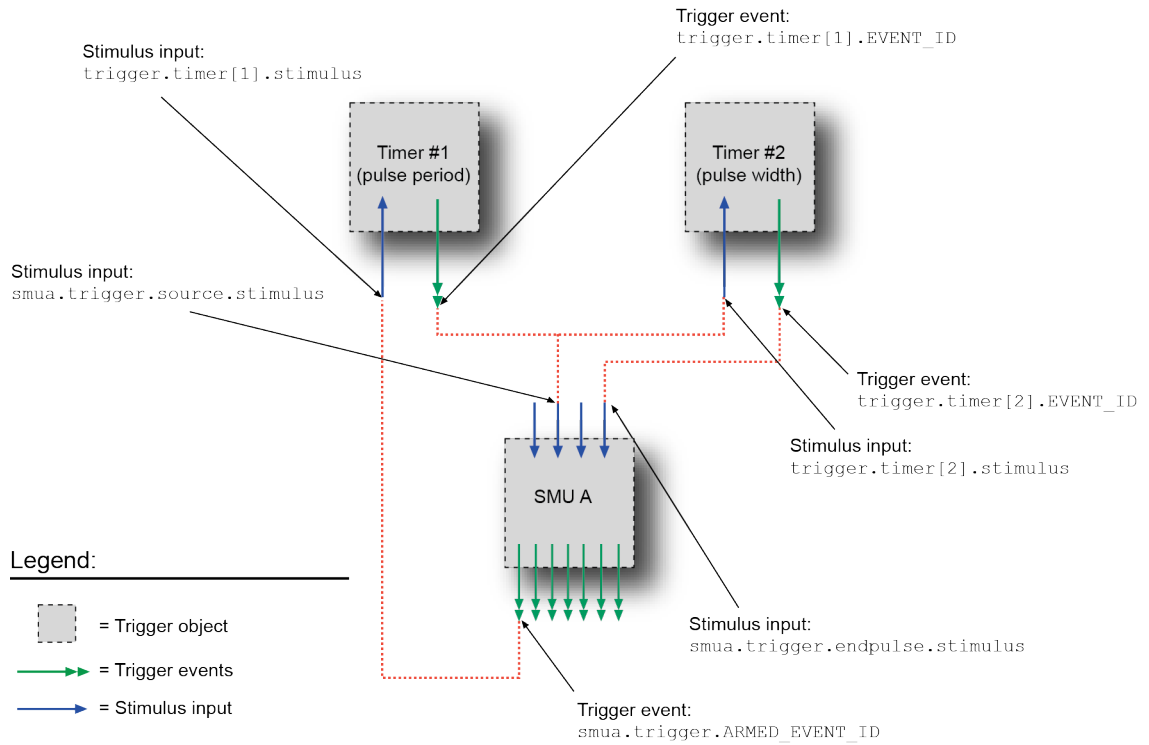 Trigger event:
trigger.timer[1].EVENT_ID
Stimulus input:
trigger.timer[1].stimulus
Timer #1
(pulse period)
Timer #2
(pulse width)
Stimulus input:
smua.trigger.source.stimulus
Trigger event:
trigger.timer[2].EVENT_ID
Stimulus input:
trigger.timer[2].stimulus
SMU A
Legend:
= Trigger object
= Trigger events
= Stimulus input
Stimulus input:
smua.trigger.endpulse.stimulus
Trigger event:
smua.trigger.ARMED_EVENT_ID